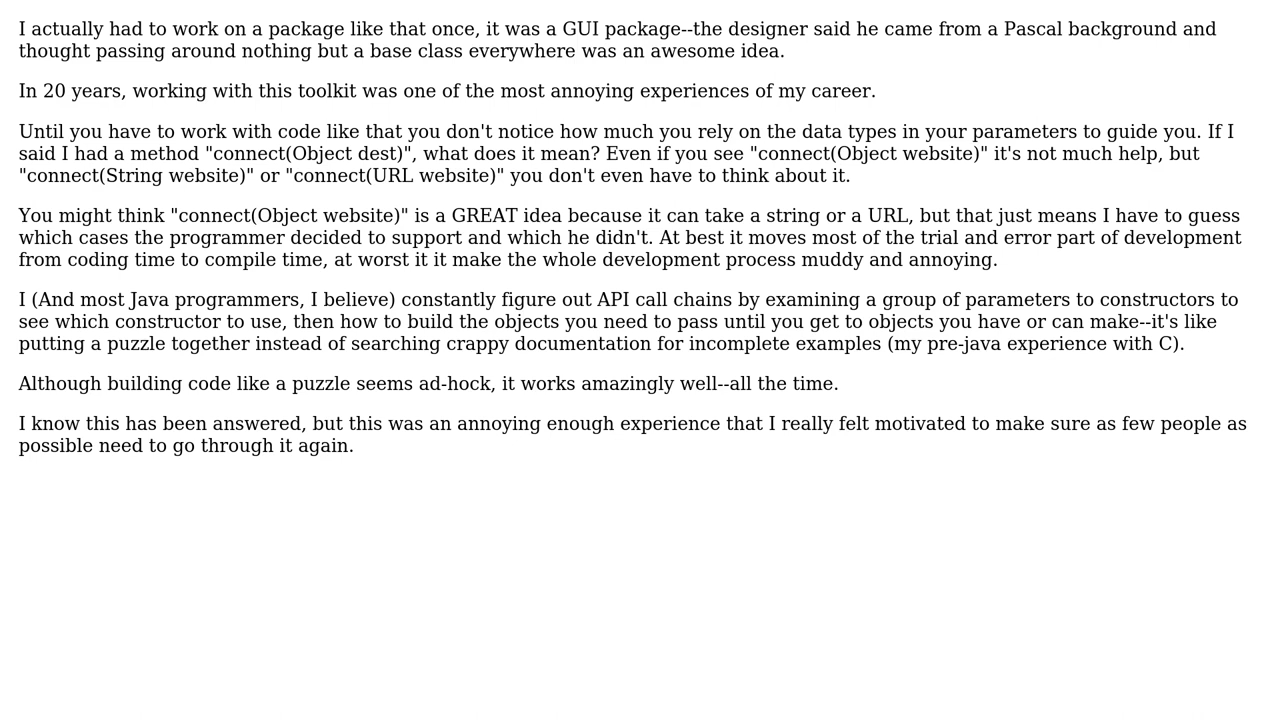 I actually had to work on a package like that once, it was a GUI package--the designer said he came from a Pascal background and
thought passing around nothing but a base class everywhere was an awesome idea.
In 20 years, working with this toolkit was one of the most annoying experiences of my career.
Until you have to work with code like that you don't notice how much you rely on the data types in your parameters to guide you. If I
said I had a method "connect(Object dest)", what does it mean? Even if you see "connect(Object website)" it's not much help, but
"connect(String website)" or "connect(URL website)" you don't even have to think about it.
You might think "connect(Object website)" is a GREAT idea because it can take a string or a URL, but that just means I have to guess
which cases the programmer decided to support and which he didn't. At best it moves most of the trial and error part of development
from coding time to compile time, at worst it it make the whole development process muddy and annoying.
I (And most Java programmers, I believe) constantly figure out API call chains by examining a group of parameters to constructors to
see which constructor to use, then how to build the objects you need to pass until you get to objects you have or can make--it's like
putting a puzzle together instead of searching crappy documentation for incomplete examples (my pre-java experience with C).
Although building code like a puzzle seems ad-hock, it works amazingly well--all the time.
I know this has been answered, but this was an annoying enough experience that I really felt motivated to make sure as few people as
possible need to go through it again.